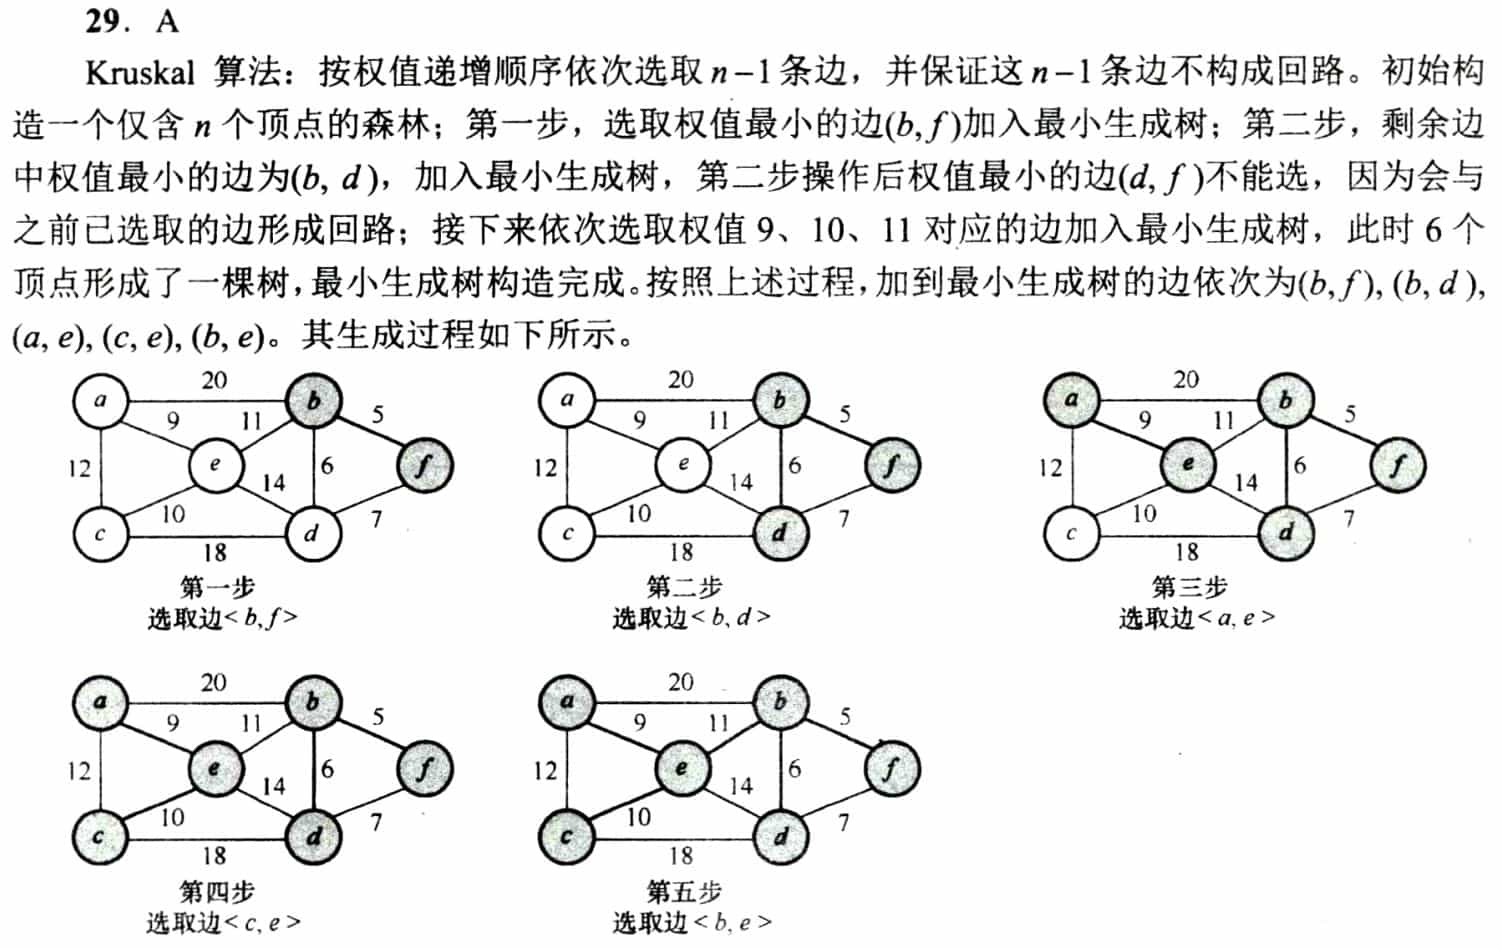 29. A
Kruskal 算法：按权值递增顺序依次选取 n－1 条边，并保证这 n－1 条边不构成回路。初始构
造一个仅含 n 个顶点的森林；第一步，选取权值最小的边(b, f)加入最小生成树；第二步，剩余边
中权值最小的边为(b, d)，加入最小生成树，第二步操作后权值最小的边(d, f)不能选，因为会与
之前已选取的边形成回路；接下来依次选取权值 9、10、11 对应的边加入最小生成树，此时 6 个
顶点形成了一棵树，最小生成树构造完成。按照上述过程，加到最小生成树的边依次为(b, f), (b, d),
(a, e), (c, e), (b, e)。其生成过程如下所示。
a 20 b 5 f 9 11 e 12 6 14 10 7 c 18 d
第一步
选取边<b, f>
a 20 b 5 f 9 11 e 12 6 14 10 7 c 18 d
第二步
选取边<b, d>
a 20 b 5 f 9 11 e 12 6 14 10 7 c 18 d
第三步
选取边<a, e>
a 20 b 5 f 9 11 e 12 6 14 10 7 c 18 d
第四步
选取边<c, e>
a 20 b 5 f 9 11 e 12 6 14 10 7 c 18 d
第五步
选取边<b, e>